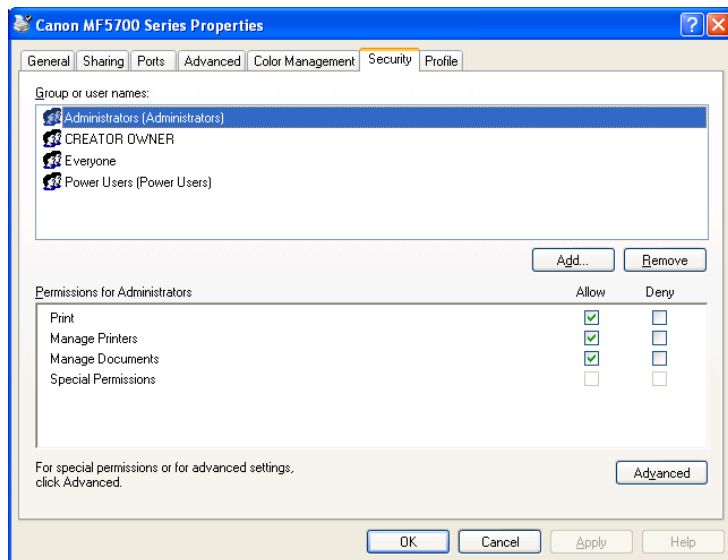 Canon MF5700 Series Properties
General Sharing Ports Advanced Color Management Security Profile
Group or user names:
Administrators (Administrators)
CREATOR OWNER
Everyone
Power Users (Power Users)
Add... Remove
Permissions for Administrators Allow Deny
Print
Manage Printers
Manage Documents
Special Permissions
For special permissions or for advanced settings,
click Advanced.
Advanced
OK Cancel Apply Help